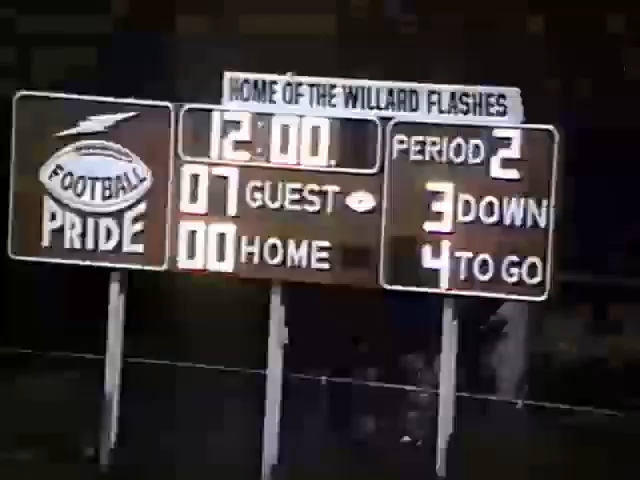 HOME OF THE WILLARD FLASHES
FOOTBALL
PRIDE
12:00
07 GUEST
00 HOME
PERIOD 2
3 DOWN
4 TO GO